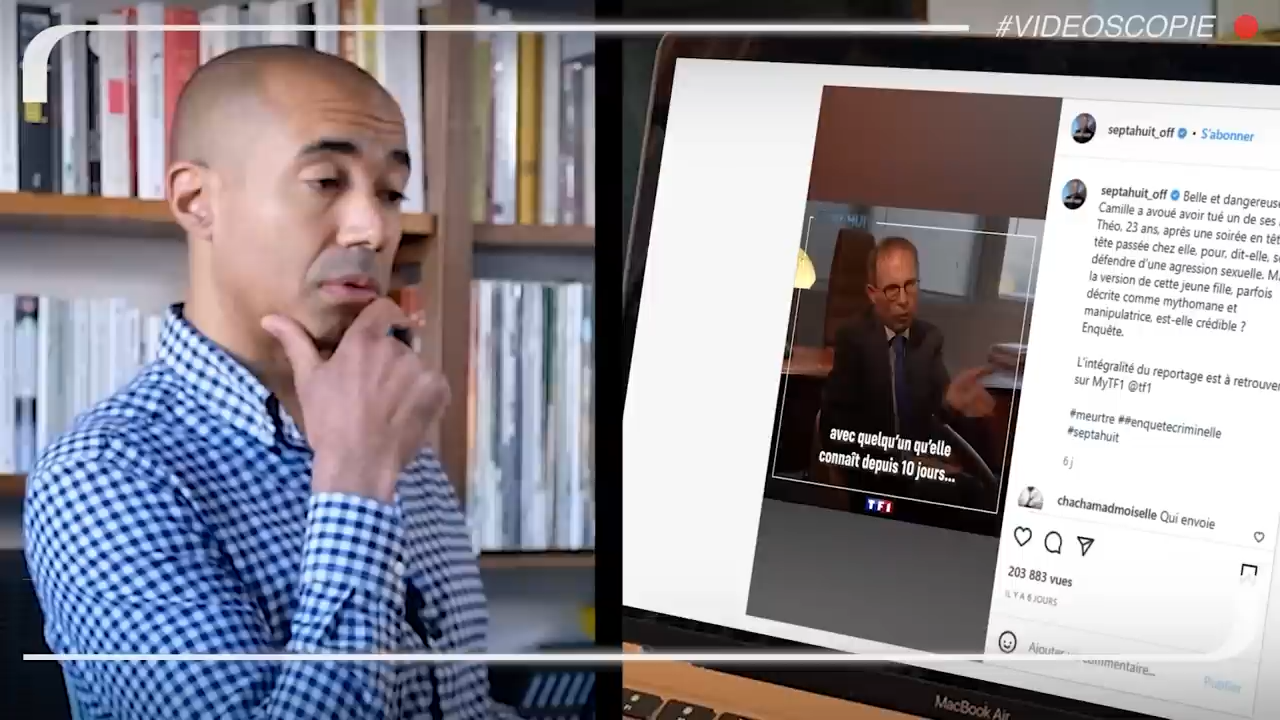 #VIDEOSCOPIE
septahuit_off • S'abonner
septahuit_off Belle et dangereuse
Camille a avoué avoir tué un de ses
Théo, 23 ans, après une soirée en têt
tête passée chez elle, pour, dit-elle, s
défendre d'une agression sexuelle. M
la version de cette jeune fille, parfois
décrite comme mythomane et
manipulatrice, est-elle crédible ?
Enquête.
L'intégralité du reportage est à retrouver
sur MyTF1 @tf1
#meurtre ##enquetecriminelle
#septahuit
6 j
avec quelqu'un qu'elle
connaît depuis 10 jours...
TF1
chachamadmoiselle Qui envoie
203 883 vues
IL Y A 6 JOURS
Ajouter un commentaire...
Publier
MacBook Air